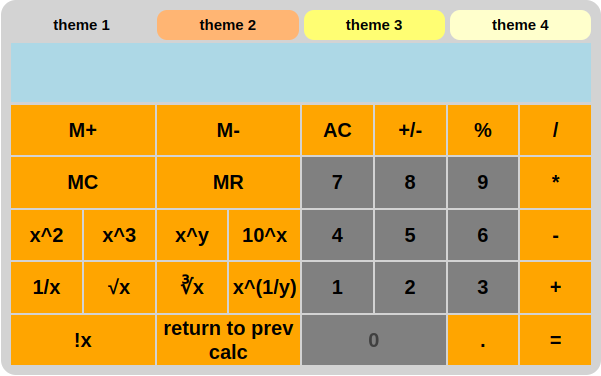 theme 1 theme 2 theme 3 theme 4
M+ M- AC +/- % /
MC MR 7 8 9 *
x^2 x^3 x^y 10^x 4 5 6 -
1/x √x ∛x x^(1/y) 1 2 3 +
!x return to prev calc 0 . =